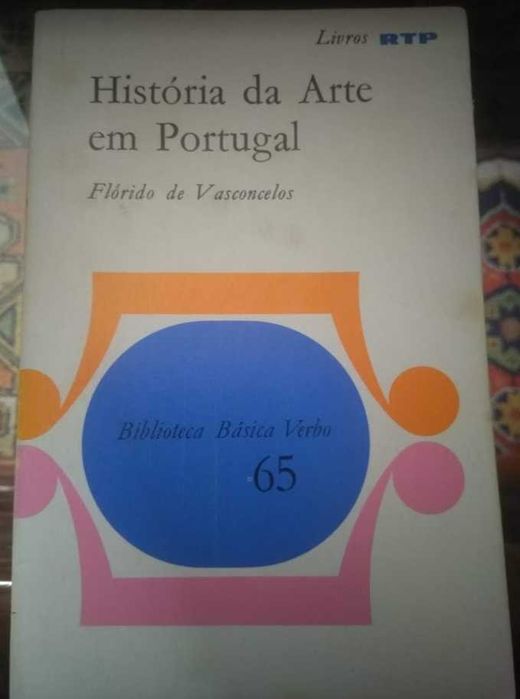 Livros RTP
História da Arte
em Portugal
Flórido de Vasconcelos
Biblioteca Básica Verbo
65